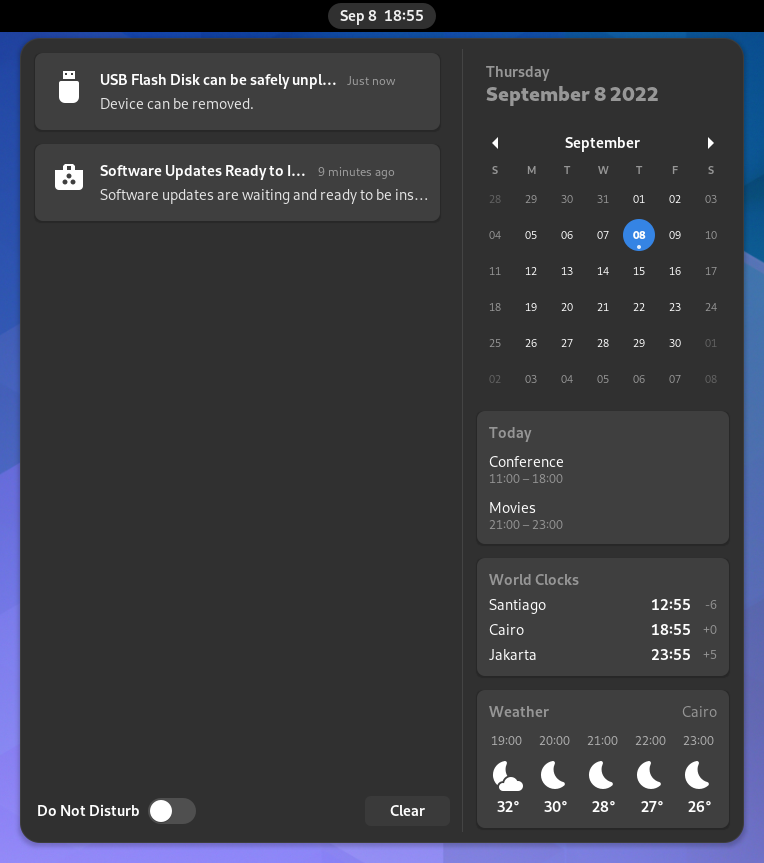 Sep 8 18:55
USB Flash Disk can be safely unpl… Just now
Device can be removed.
Software Updates Ready to I… 9 minutes ago
Software updates are waiting and ready to be ins…
Do Not Disturb
Clear
Thursday
September 8 2022
September
S M T W T F S
28 29 30 31 01 02 03
04 05 06 07 08 09 10
11 12 13 14 15 16 17
18 19 20 21 22 23 24
25 26 27 28 29 30 01
02 03 04 05 06 07 08
Today
Conference
11:00 – 18:00
Movies
21:00 – 23:00
World Clocks
Santiago 12:55 -6
Cairo 18:55 +0
Jakarta 23:55 +5
Weather Cairo
19:00 20:00 21:00 22:00 23:00
32° 30° 28° 27° 26°